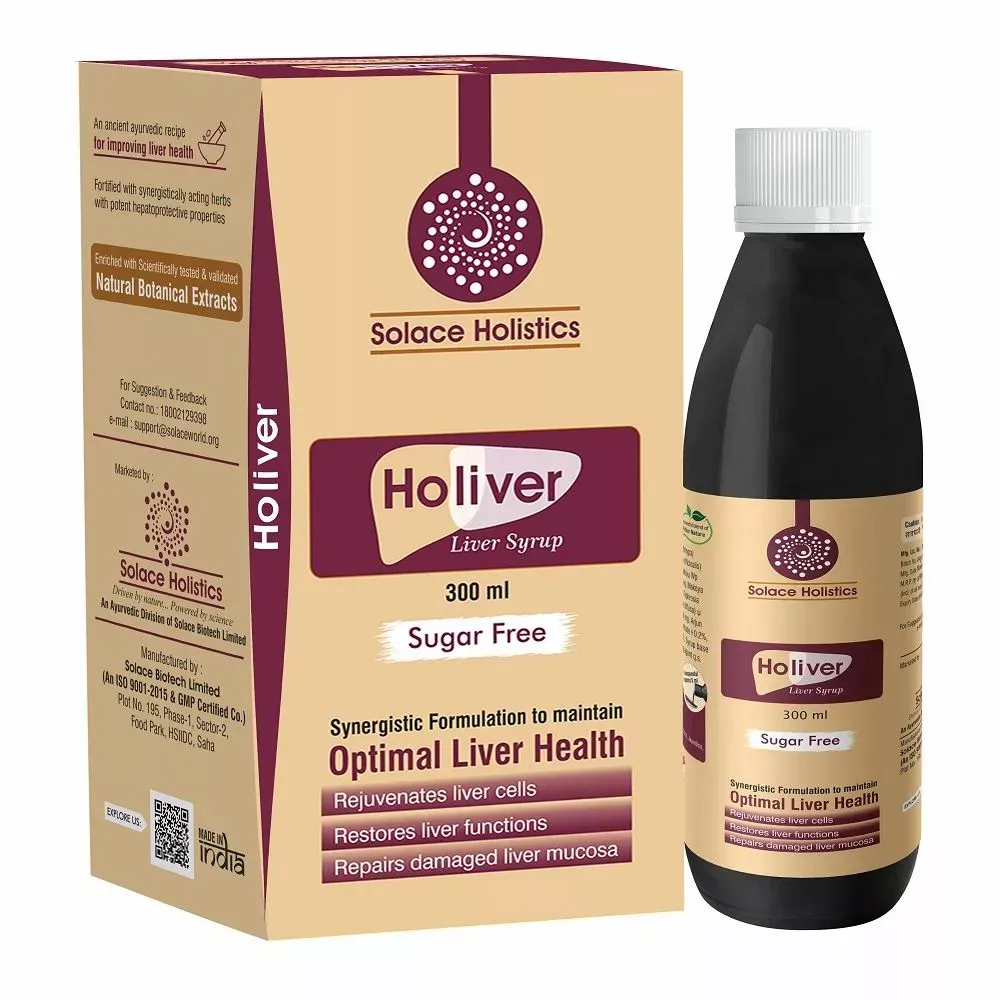 An ancient ayurvedic recipe
for improving liver health
Fortified with synergistically acting herbs
with potent hepatoprotective properties
Enriched with Scientifically tested & validated
Natural Botanical Extracts
For Suggestion & Feedback
Contact no.: 18002129398
e-mail : support@solaceworld.org
Marketed by :
Solace Holistics
Driven by nature... Powered by science
An Ayurvedic Division of Solace Biotech Limited
Manufactured by :
Solace Biotech Limited
(An ISO 9001-2015 & GMP Certified Co.)
Plot No. 195, Phase-1, Sector-2,
Food Park, HSIIDC, Saha
EXPLORE US:
MADE IN
india
Holiver
Solace Holistics
Holiver
Liver Syrup
300 ml
Sugar Free
Synergistic Formulation to maintain
Optimal Liver Health
Rejuvenates liver cells
Restores liver functions
Repairs damaged liver mucosa
Solace Holistics
Holiver
Liver Syrup
300 ml
Sugar Free
Synergistic Formulation to maintain
Optimal Liver Health
Rejuvenates liver cells
Restores liver functions
Repairs damaged liver mucosa